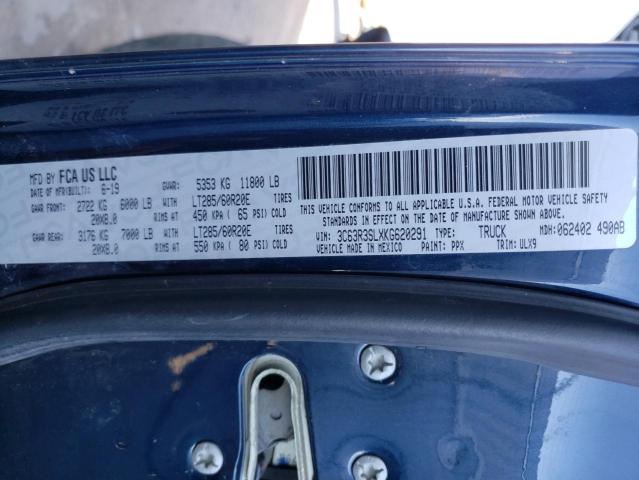 MFD BY FCA US LLC
DATE OF MFR(BUILT): 6-19 GVWR: 5353 KG 11800 LB
GAWR FRONT: 2722 KG 6000 LB WITH LT285/60R20E TIRES
20X8.0 RIMS AT 450 KPA( 65 PSI) COLD
GAWR REAR: 3176 KG 7000 LB WITH LT285/60R20E TIRES
20X8.0 RIMS AT 550 KPA( 80 PSI) COLD
THIS VEHICLE CONFORMS TO ALL APPLICABLE U.S.A. FEDERAL MOTOR VEHICLE SAFETY
STANDARDS IN EFFECT ON THE DATE OF MANUFACTURE SHOWN ABOVE.
VIN: 3C63R3SLXKG620291 TYPE: TRUCK MDH: 062402 490AB
VEHICLE MADE IN MEXICO PAINT: PPX TRIM: ULX9